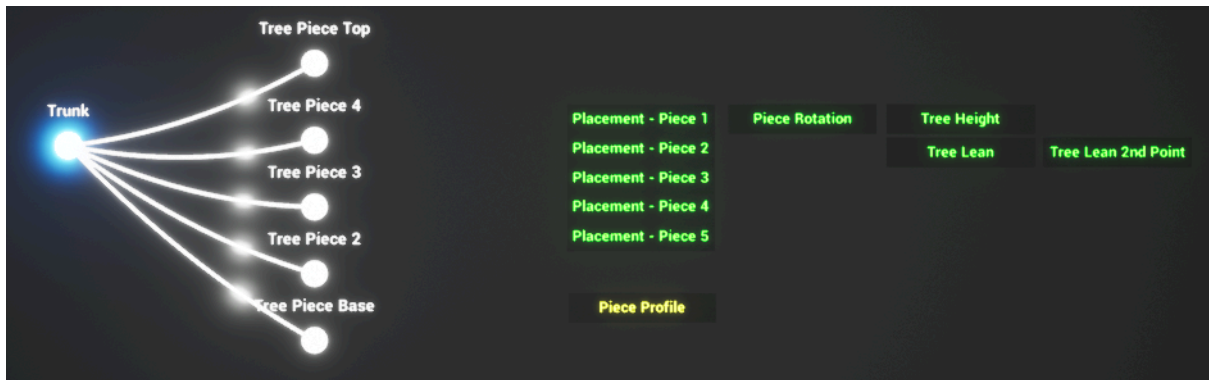 Tree Piece Top
Trunk
Tree Piece 4
Tree Piece 3
Tree Piece 2
Tree Piece Base
Placement - Piece 1
Piece Rotation
Tree Height
Placement - Piece 2
Tree Lean
Tree Lean 2nd Point
Placement - Piece 3
Placement - Piece 4
Placement - Piece 5
Piece Profile